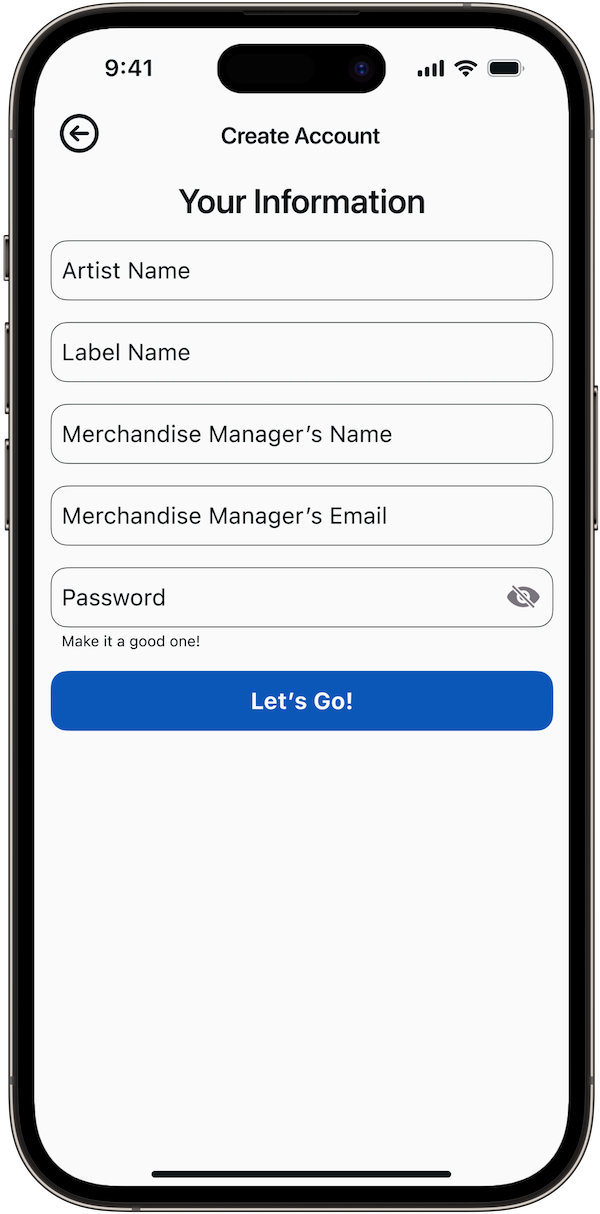 9:41
Create Account
Your Information
Artist Name
Label Name
Merchandise Manager’s Name
Merchandise Manager’s Email
Password
Make it a good one!
Let’s Go!